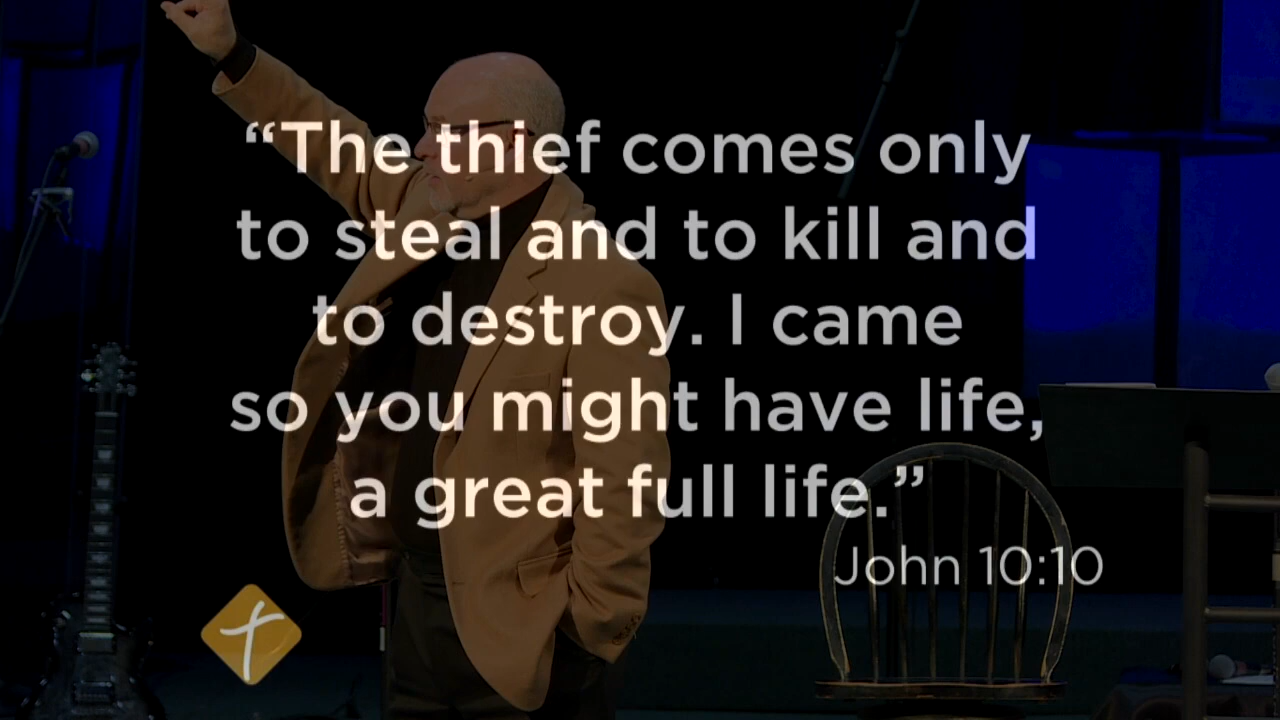 “The thief comes only
to steal and to kill and
to destroy. I came
so you might have life,
a great full life.”
John 10:10